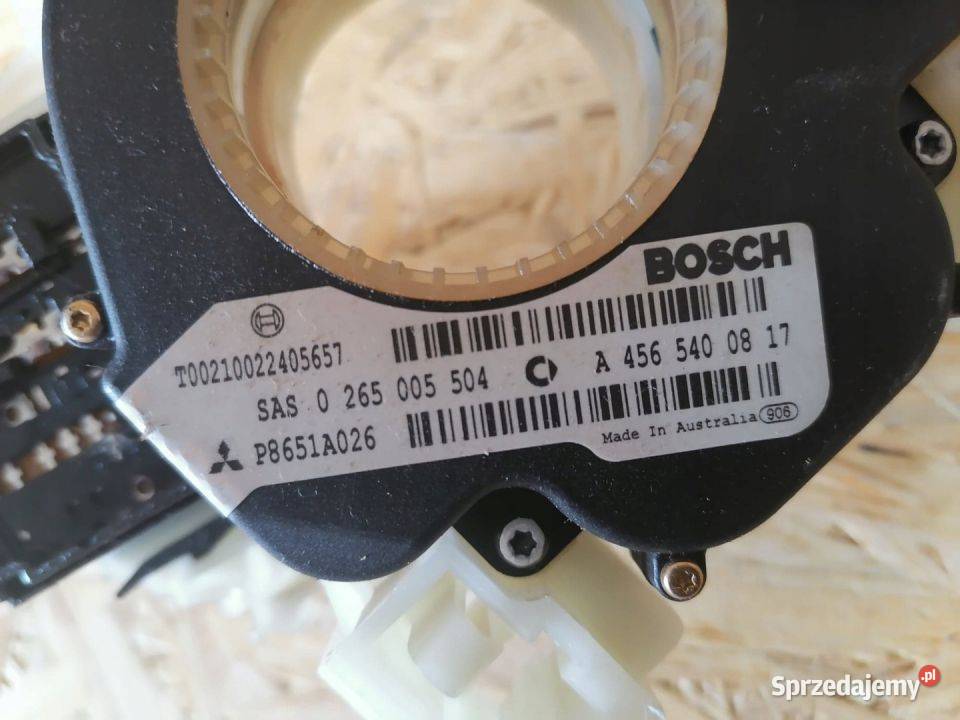 BOSCH
T00210022405657
SAS 0 265 005 504 A 456 540 08 17
P8651A026
Made In Australia 906
Sprzedajemy.pl